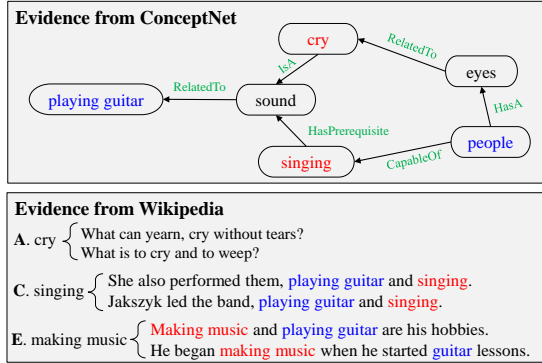 Evidence from ConceptNet
cry
RelatedTo
IsA
eyes
RelatedTo
playing guitar
sound
HasA
HasPrerequisite
people
singing
CapableOf
Evidence from Wikipedia
A. cry
What can yearn, cry without tears?
What is to cry and to weep?
C. singing
She also performed them, playing guitar and singing.
Jakszyk led the band, playing guitar and singing.
E. making music
Making music and playing guitar are his hobbies.
He began making music when he started guitar lessons.